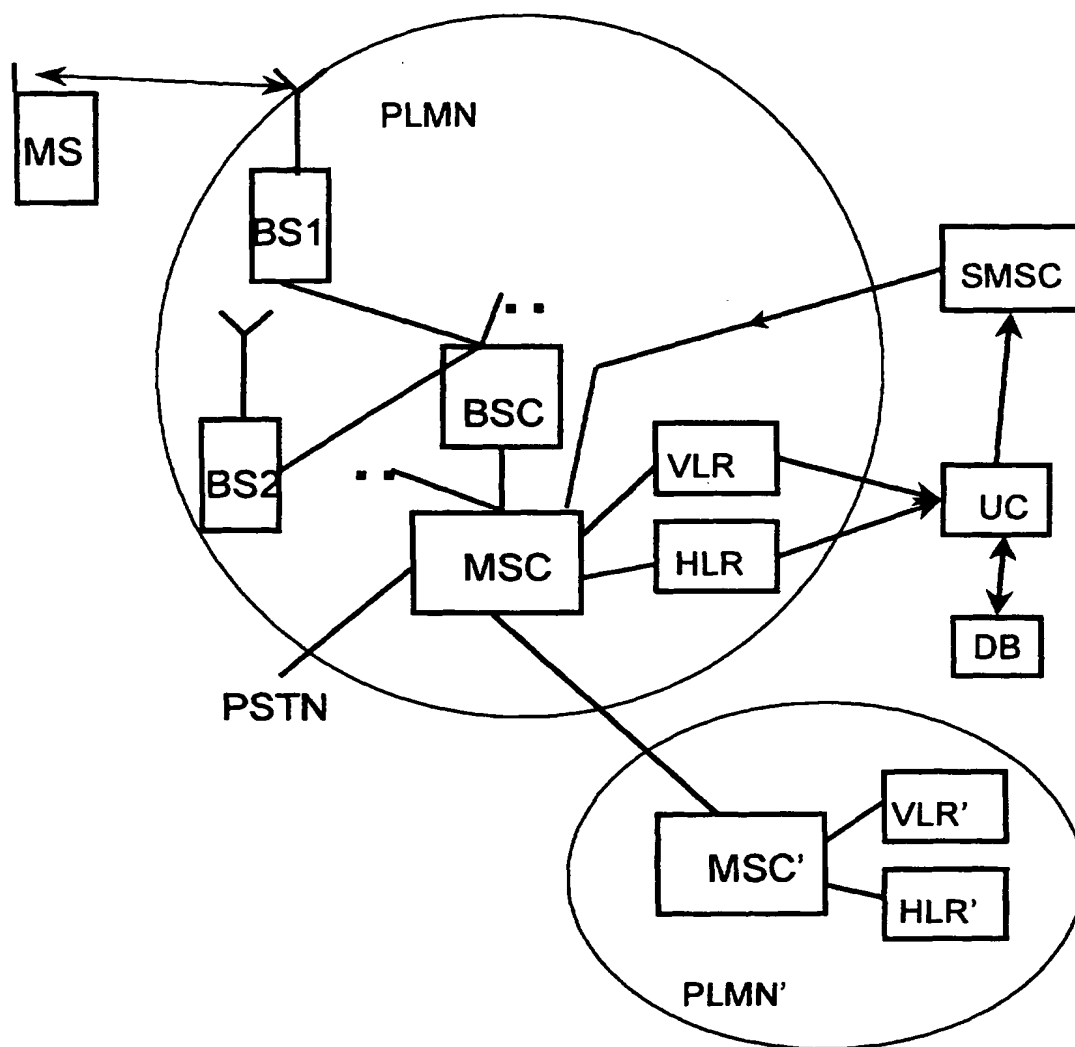 PLMN
MS
BS1
SMSC
BSC
VLR
BS2
UC
MSC
HLR
DB
PSTN
VLR’
MSC’
HLR’
PLMN’